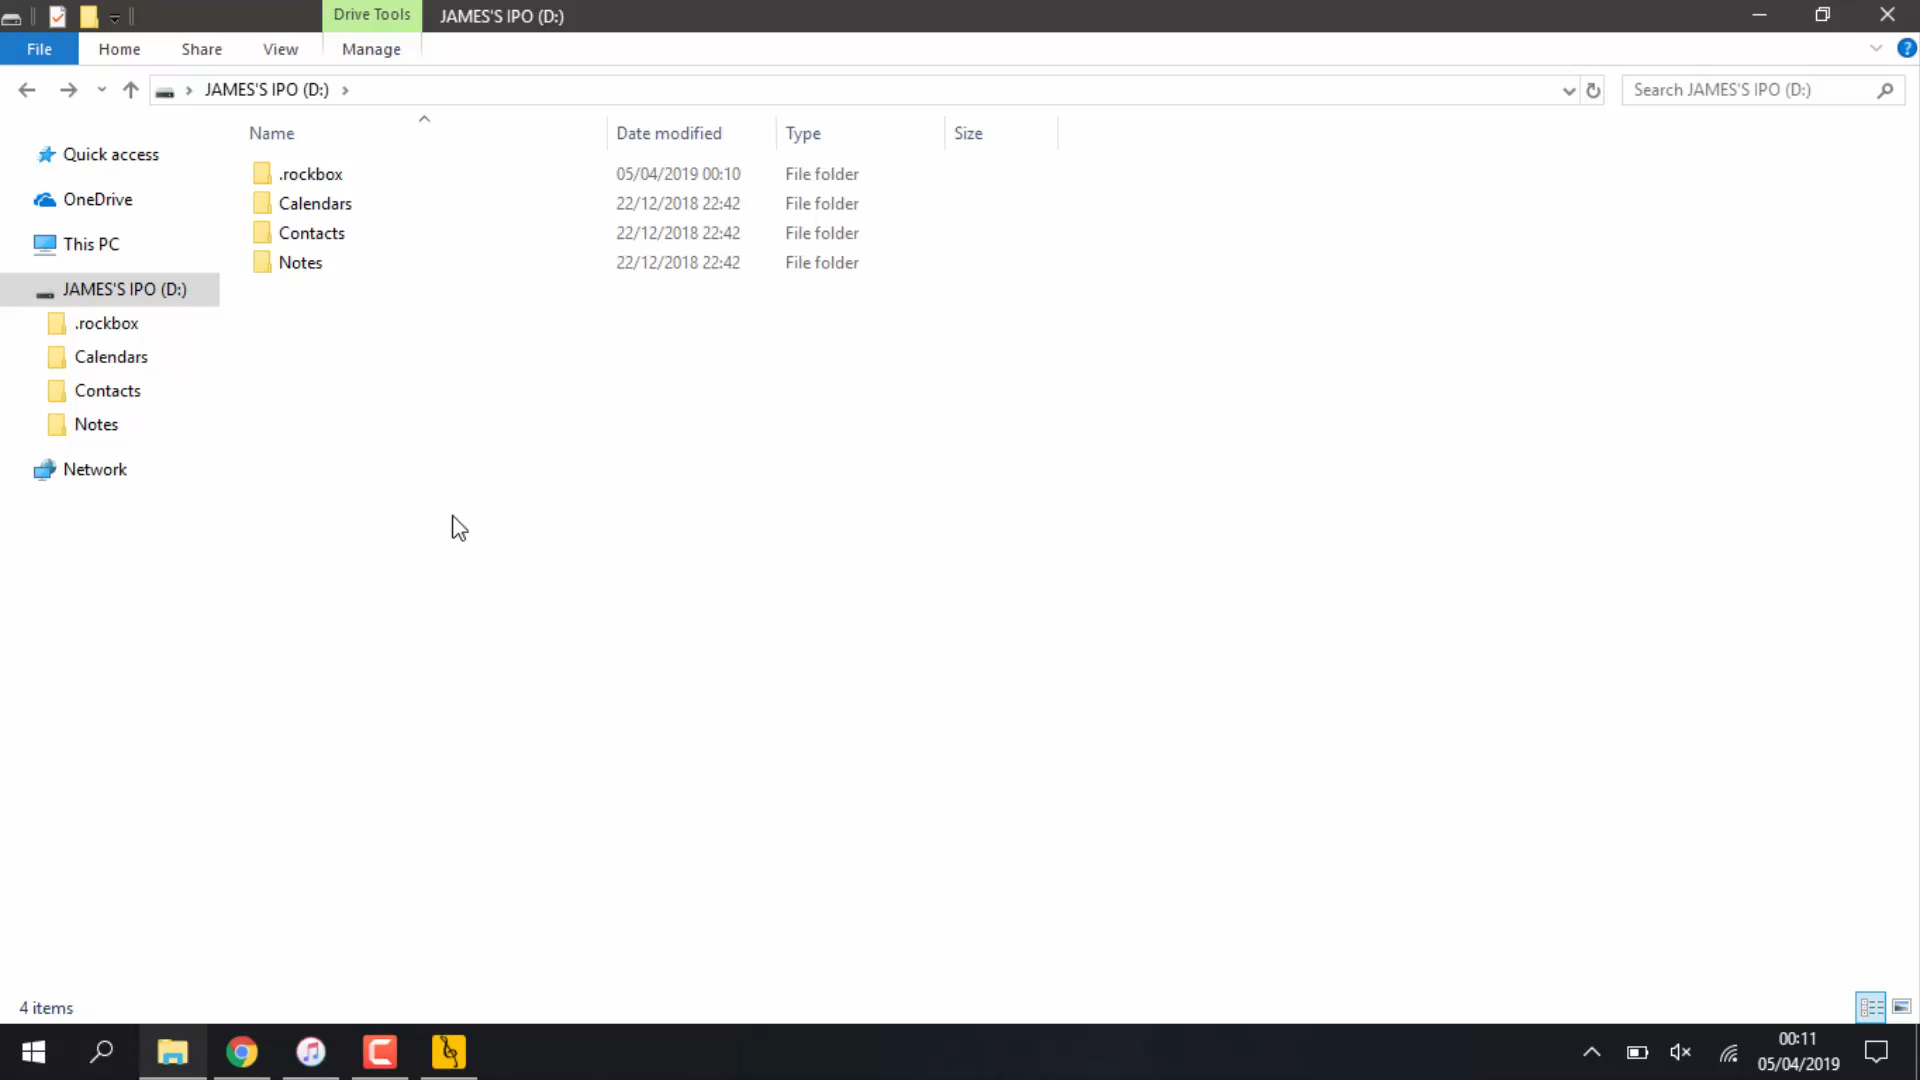 Drive Tools
JAMES'S IPO (D:)
File
Home
Share
View
Manage
JAMES'S IPO (D:)
Search JAMES'S IPO (D:)
Name
Date modified
Type
Size
Quick access
OneDrive
This PC
JAMES'S IPO (D:)
.rockbox
Calendars
Contacts
Notes
Network
.rockbox 05/04/2019 00:10 File folder
Calendars 22/12/2018 22:42 File folder
Contacts 22/12/2018 22:42 File folder
Notes 22/12/2018 22:42 File folder
4 items
00:11
05/04/2019